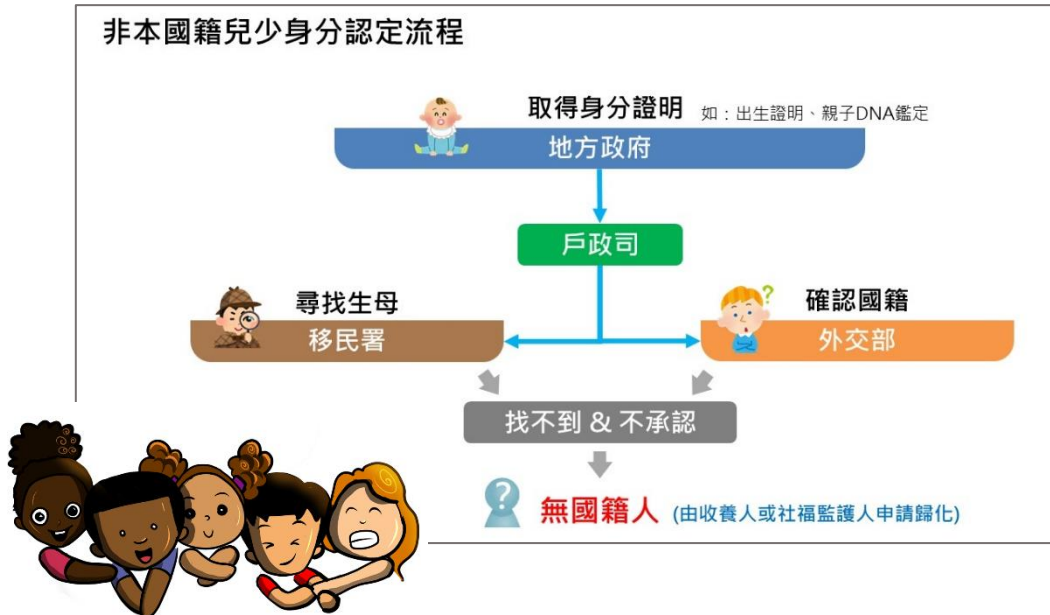 非本國籍兒少身分認定流程
取得身分證明 如：出生證明、親子DNA鑑定
地方政府
戶政司
尋找生母
移民署
確認國籍
外交部
找不到 & 不承認
?
無國籍人 (由收養人或社福監護人申請歸化)